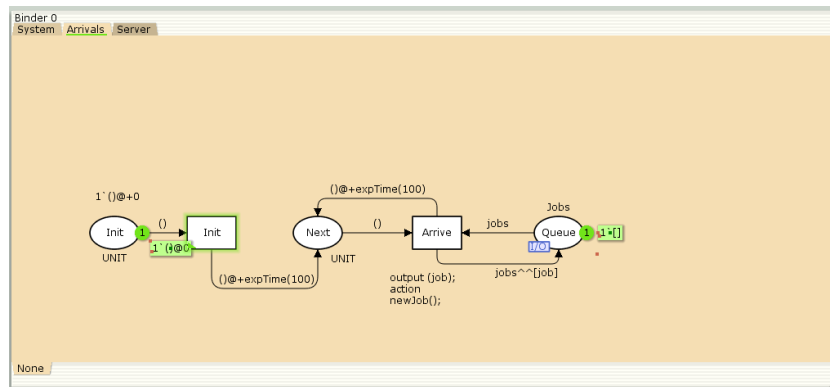 Binder 0
System Arrivals Server
1`()@+0
()@+expTime(100)
Jobs
Init 1 () Init Next () Arrive jobs Queue 1 1`[]
1`()@0
I/O
UNIT UNIT
()@+expTime(100) jobs^^[job]
output (job);
action
newJob();
None